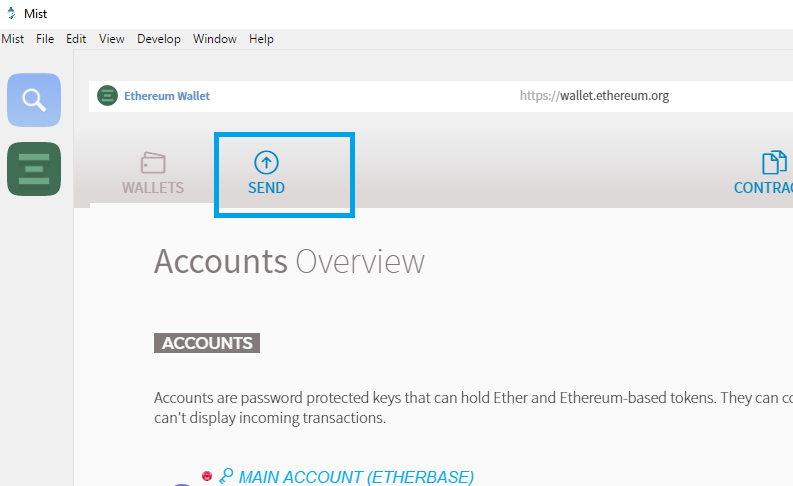 Mist
Mist File Edit View Develop Window Help
Ethereum Wallet https://wallet.ethereum.org
WALLETS SEND CONTRAC
Accounts Overview
ACCOUNTS
Accounts are password protected keys that can hold Ether and Ethereum-based tokens. They can co
can't display incoming transactions.
MAIN ACCOUNT (ETHERBASE)